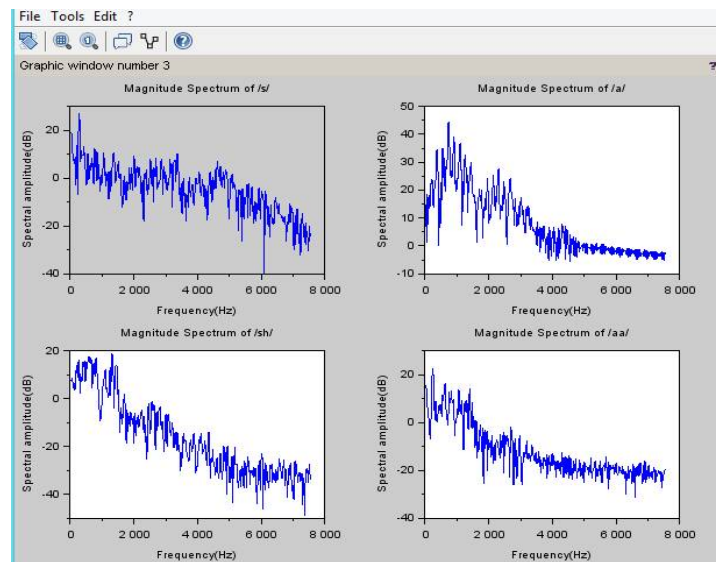 File Tools Edit ?
Graphic window number 3
?
Magnitude Spectrum of /s/
Spectral amplitude(dB)
20
0
-20
-40
0
2 000
4 000
6 000
8 000
Frequency(Hz)
Magnitude Spectrum of /a/
Spectral amplitude(dB)
50
40
30
20
10
0
-10
0
2 000
4 000
6 000
8 000
Frequency(Hz)
Magnitude Spectrum of /sh/
Spectral amplitude(dB)
20
0
-20
-40
0
2 000
4 000
6 000
8 000
Frequency(Hz)
Magnitude Spectrum of /aa/
Spectral amplitude(dB)
20
0
-20
-40
0
2 000
4 000
6 000
8 000
Frequency(Hz)